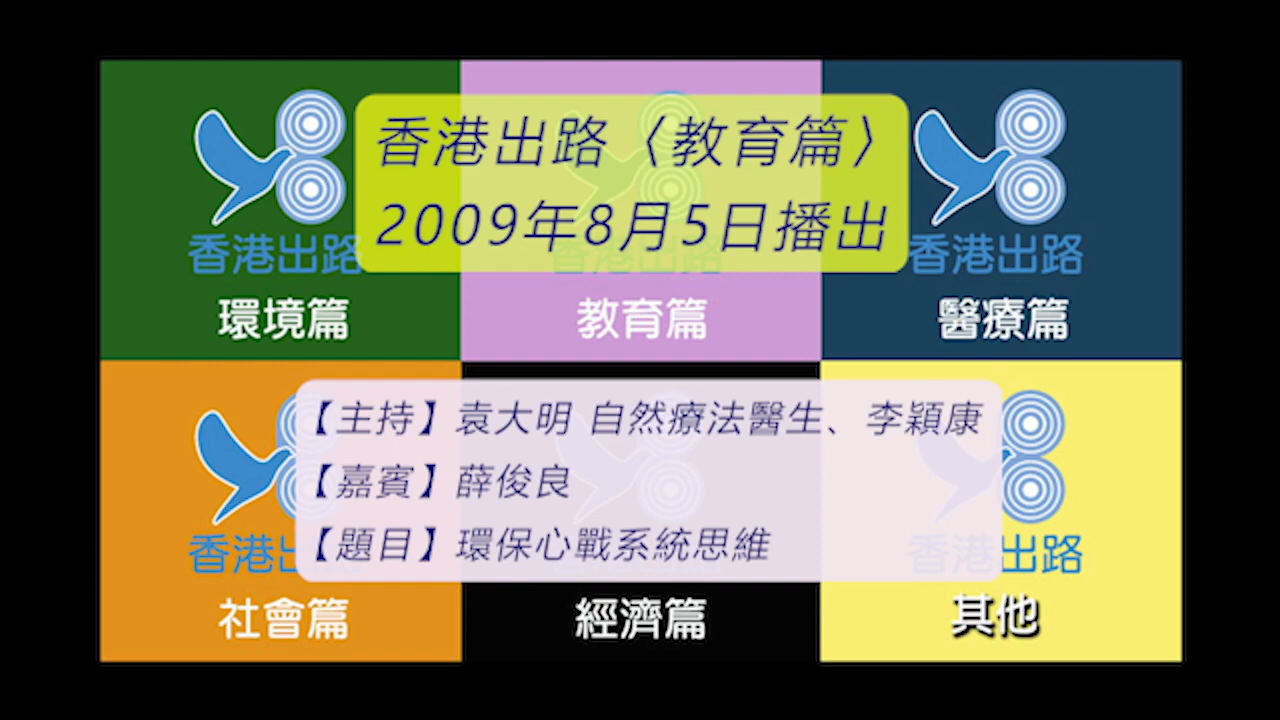 香港出路〈教育篇〉
2009年8月5日播出
香港出路
香港出路
香港出路
環境篇
教育篇
醫療篇
【主持】袁大明 自然療法醫生、李穎康
【嘉賓】薛俊良
【題目】環保心戰系統思維
香港出
香港出路
社會篇
經濟篇
其他